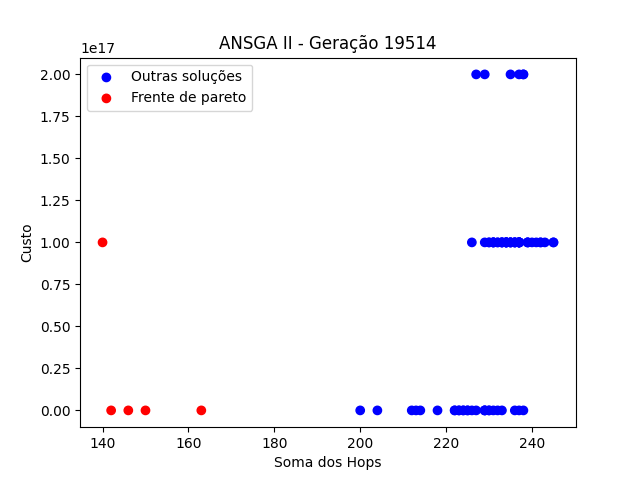 ANSGA II - Geração 19514
1e17
2.00
1.75
1.50
1.25
1.00
0.75
0.50
0.25
0.00
Custo
Outras soluções
Frente de pareto
140 160 180 200 220 240
Soma dos Hops